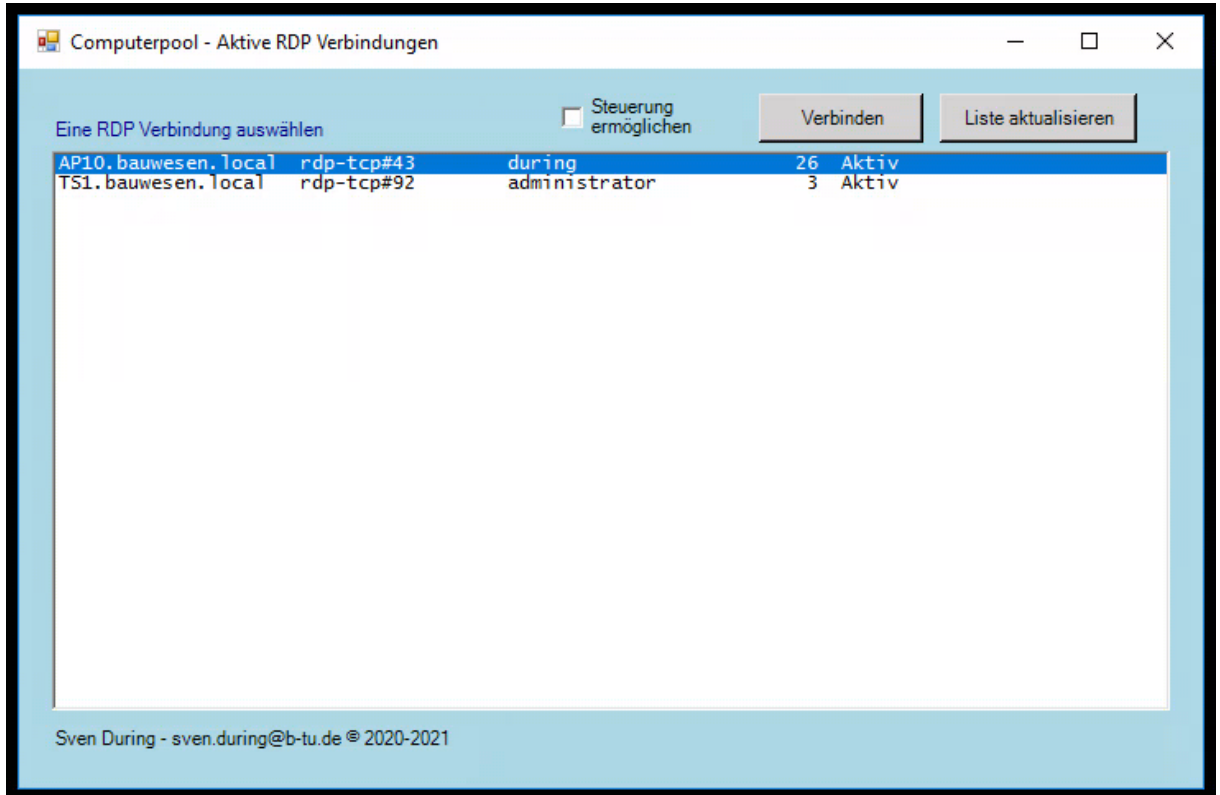 Computerpool - Aktive RDP Verbindungen
Eine RDP Verbindung auswählen
Steuerung
ermöglichen
Verbinden
Liste aktualisieren
AP10.bauwesen.local rdp-tcp#43 during 26 Aktiv
TS1.bauwesen.local rdp-tcp#92 administrator 3 Aktiv
Sven During - sven.during@b-tu.de © 2020-2021